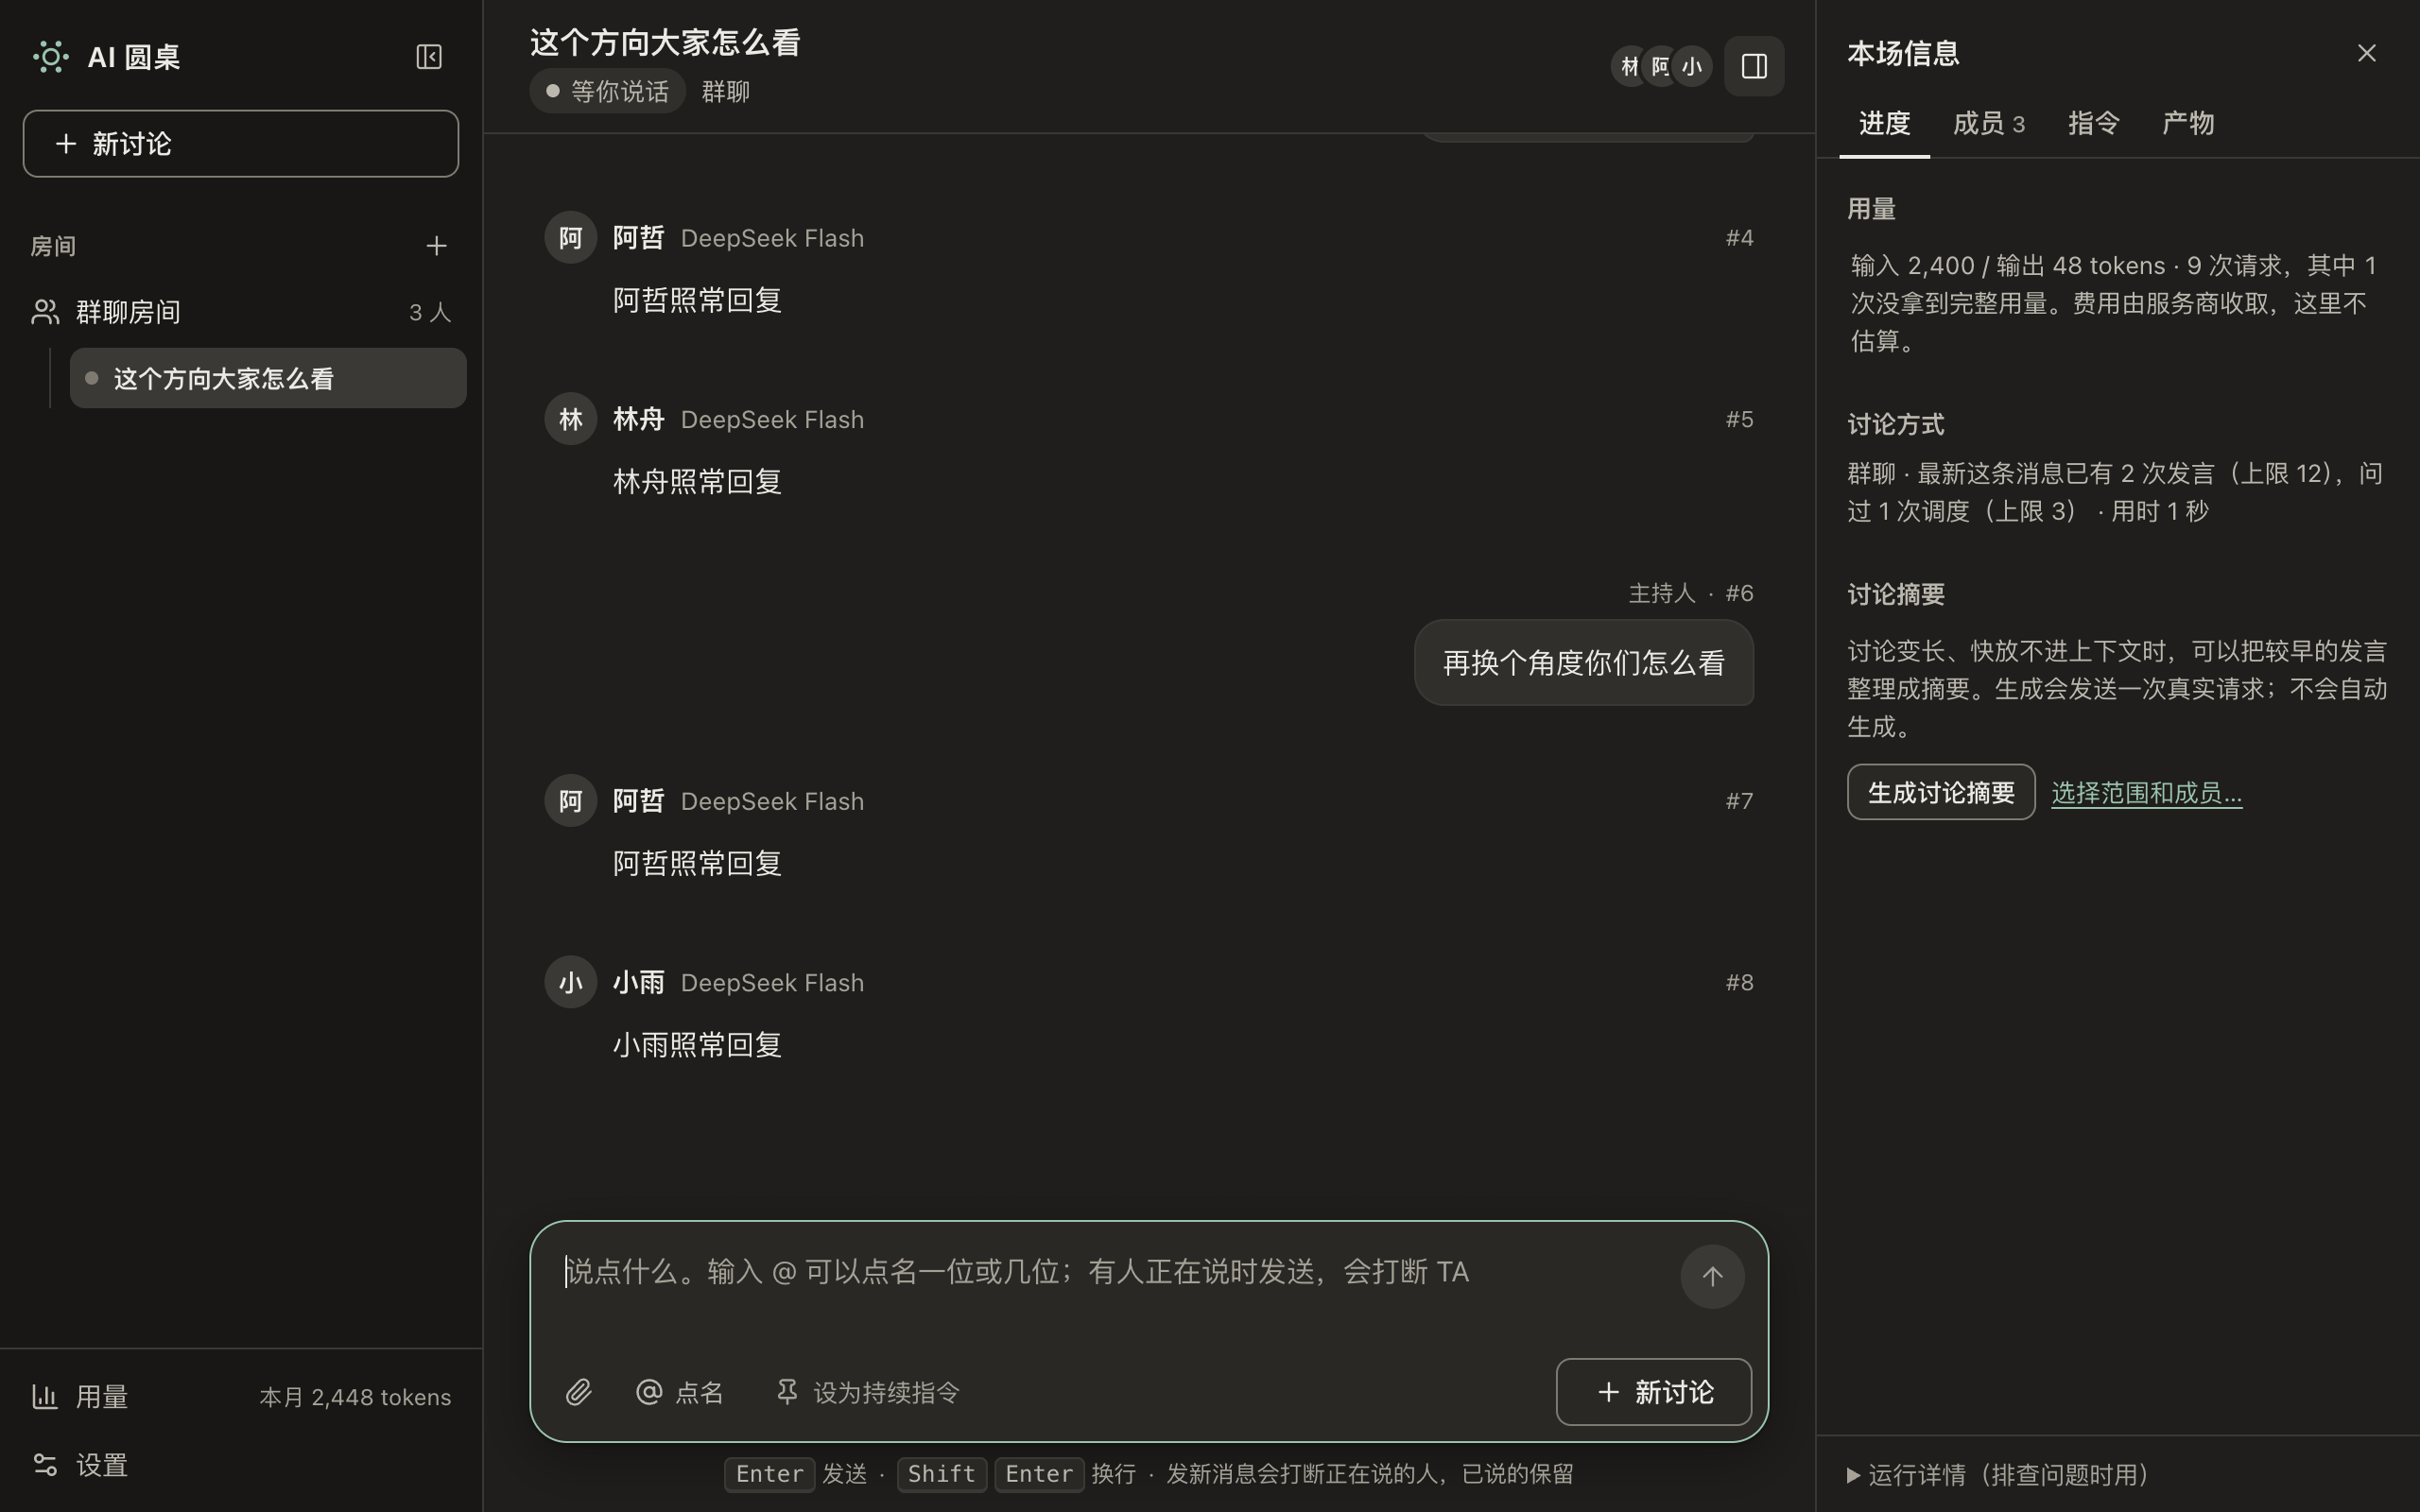 AI 圆桌
新讨论
房间
群聊房间 3 人
这个方向大家怎么看
用量 本月 2,448 tokens
设置
这个方向大家怎么看
等你说话 群聊
林 阿 小
阿 阿哲 DeepSeek Flash #4
阿哲照常回复
林 林舟 DeepSeek Flash #5
林舟照常回复
主持人 · #6
再换个角度你们怎么看
阿 阿哲 DeepSeek Flash #7
阿哲照常回复
小 小雨 DeepSeek Flash #8
小雨照常回复
说点什么。输入 @ 可以点名一位或几位；有人正在说时发送，会打断 TA
点名 设为持续指令 新讨论
Enter 发送 · Shift Enter 换行 · 发新消息会打断正在说的人，已说的保留
本场信息
进度 成员 3 指令 产物
用量
输入 2,400 / 输出 48 tokens · 9 次请求，其中 1
次没拿到完整用量。费用由服务商收取，这里不
估算。
讨论方式
群聊 · 最新这条消息已有 2 次发言（上限 12），问
过 1 次调度（上限 3） · 用时 1 秒
讨论摘要
讨论变长、快放不进上下文时，可以把较早的发言
整理成摘要。生成会发送一次真实请求；不会自动
生成。
生成讨论摘要 选择范围和成员...
运行详情（排查问题时用）